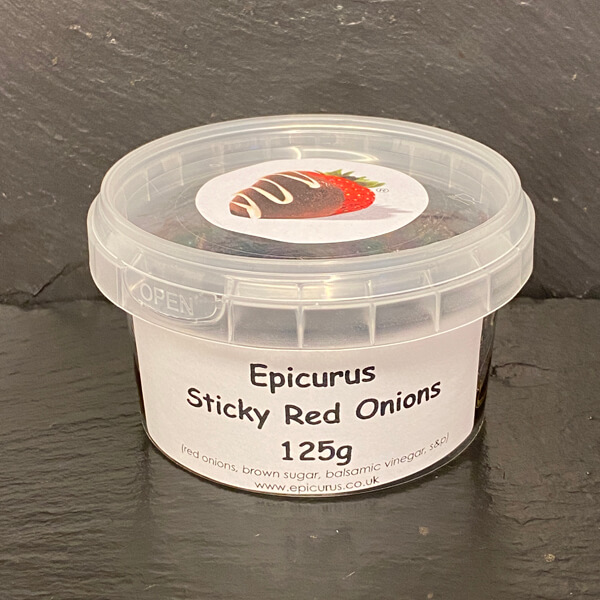 OPEN
Epicurus
Sticky Red Onions
125g
(red onions, brown sugar, balsamic vinegar, s&p)
www.epicurus.co.uk